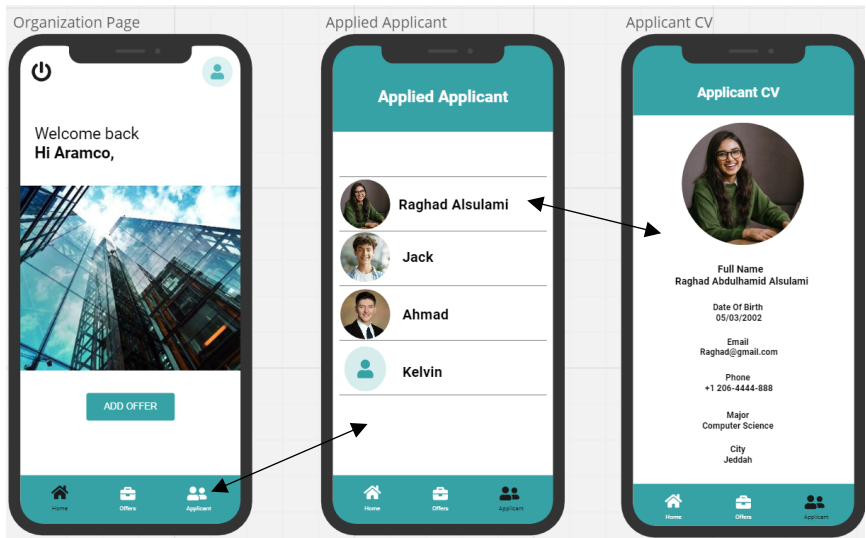 Organization Page
Welcome back
Hi Aramco,
ADD OFFER
Home
Offers
Applicant
Applied Applicant
Applied Applicant
Raghad Alsulami
Jack
Ahmad
Kelvin
Home
Offers
Applicant
Applicant CV
Applicant CV
Full Name
Raghad Abdulhamid Alsulami
Date Of Birth
05/03/2002
Email
Raghad@gmail.com
Phone
+1 206-4444-888
Major
Computer Science
City
Jeddah
Home
Offers
Applicant